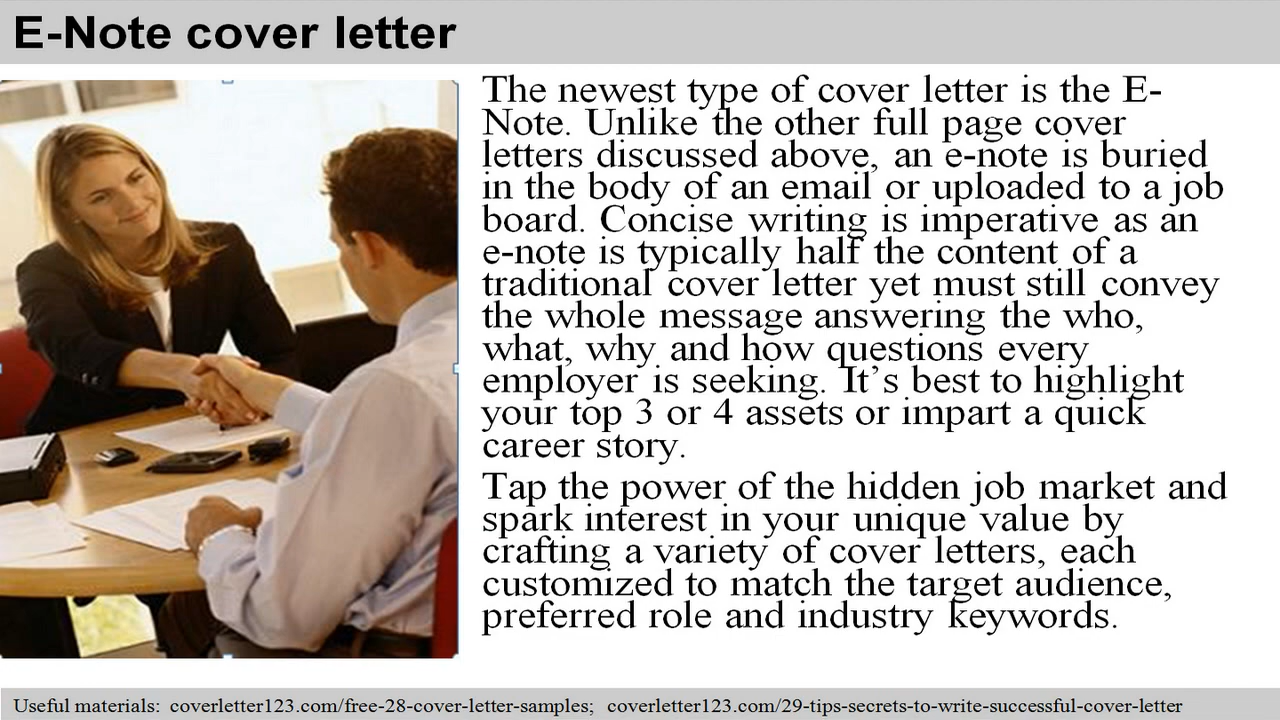 E-Note cover letter
The newest type of cover letter is the E-
Note. Unlike the other full page cover
letters discussed above, an e-note is buried
in the body of an email or uploaded to a job
board. Concise writing is imperative as an
e-note is typically half the content of a
traditional cover letter yet must still convey
the whole message answering the who,
what, why and how questions every
employer is seeking. It’s best to highlight
your top 3 or 4 assets or impart a quick
career story.
Tap the power of the hidden job market and
spark interest in your unique value by
crafting a variety of cover letters, each
customized to match the target audience,
preferred role and industry keywords.
Useful materials: coverletter123.com/free-28-cover-letter-samples; coverletter123.com/29-tips-secrets-to-write-successful-cover-letter